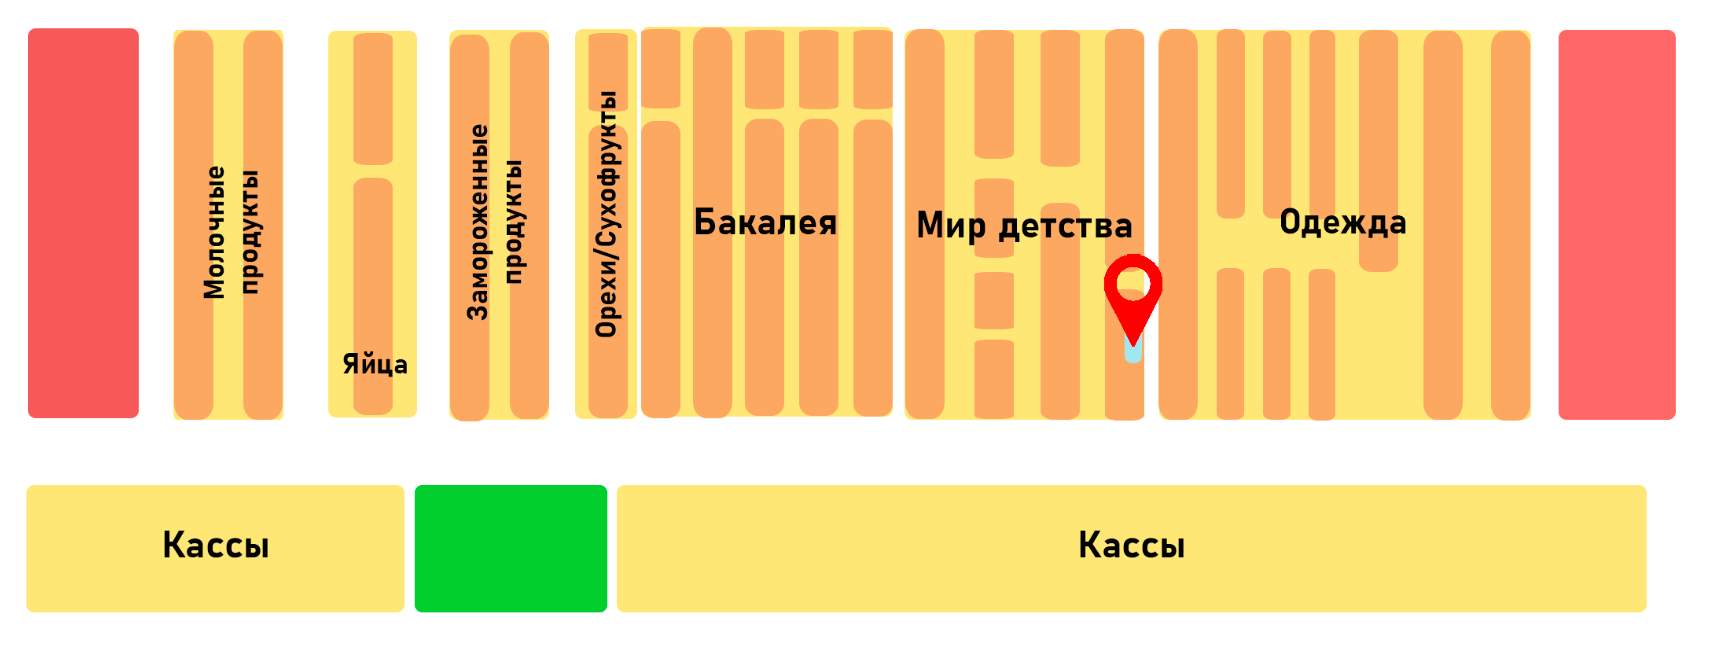 Молочные
продукты
Яйца
Замороженные
продукты
Орехи/Сухофрукты
Бакалея
Мир детства
Одежда
Кассы
Кассы